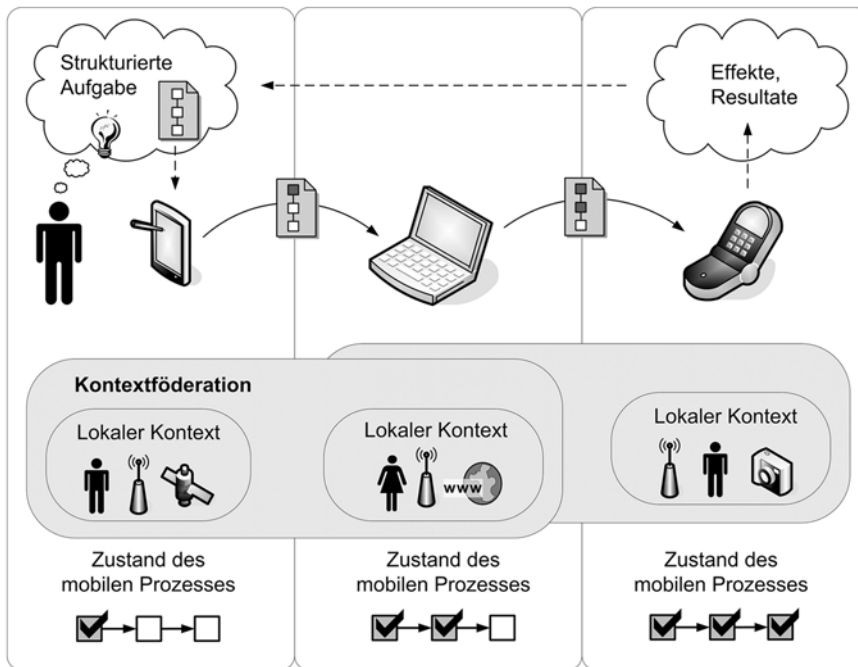 Strukturierte
Aufgabe
Effekte,
Resultate
Kontextföderation
Lokaler Kontext
Lokaler Kontext
www
Lokaler Kontext
Zustand des
mobilen Prozesses
Zustand des
mobilen Prozesses
Zustand des
mobilen Prozesses